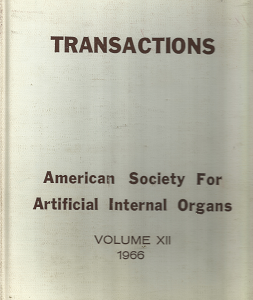 TRANSACTIONS
American Society For
Artificial Internal Organs
VOLUME XII
1966